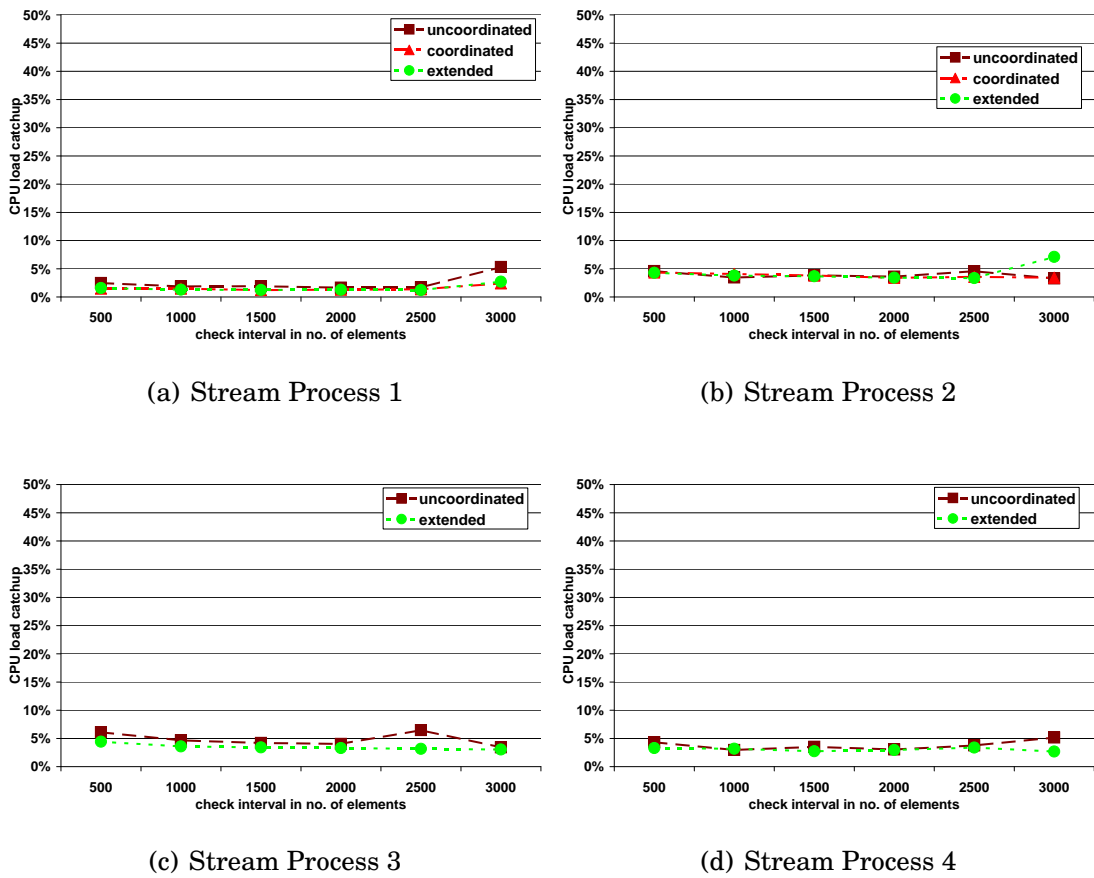 50%
45%
40%
35%
30%
25%
20%
15%
10%
5%
0%
CPU load catchup
uncoordinated
coordinated
extended
500 1000 1500 2000 2500 3000
check interval in no. of elements
(a) Stream Process 1
50%
45%
40%
35%
30%
25%
20%
15%
10%
5%
0%
CPU load catchup
uncoordinated
coordinated
extended
500 1000 1500 2000 2500 3000
check interval in no. of elements
(b) Stream Process 2
50%
45%
40%
35%
30%
25%
20%
15%
10%
5%
0%
CPU load catchup
uncoordinated
extended
500 1000 1500 2000 2500 3000
check interval in no. of elements
(c) Stream Process 3
50%
45%
40%
35%
30%
25%
20%
15%
10%
5%
0%
CPU load catchup
uncoordinated
extended
500 1000 1500 2000 2500 3000
check interval in no. of elements
(d) Stream Process 4